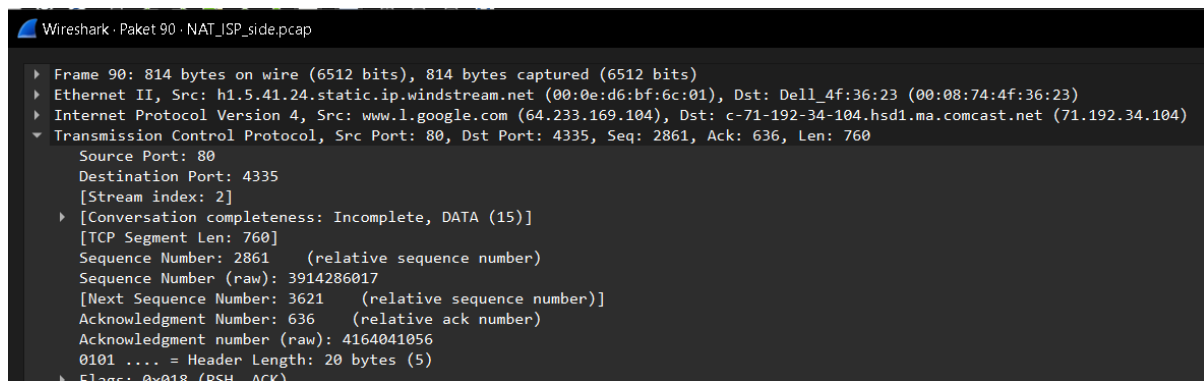 Wireshark · Paket 90 · NAT_ISP_side.pcap
Frame 90: 814 bytes on wire (6512 bits), 814 bytes captured (6512 bits)
Ethernet II, Src: h1.5.41.24.static.ip.windstream.net (00:0e:d6:bf:6c:01), Dst: Dell_4f:36:23 (00:08:74:4f:36:23)
Internet Protocol Version 4, Src: www.l.google.com (64.233.169.104), Dst: c-71-192-34-104.hsd1.ma.comcast.net (71.192.34.104)
Transmission Control Protocol, Src Port: 80, Dst Port: 4335, Seq: 2861, Ack: 636, Len: 760
Source Port: 80
Destination Port: 4335
[Stream index: 2]
[Conversation completeness: Incomplete, DATA (15)]
[TCP Segment Len: 760]
Sequence Number: 2861    (relative sequence number)
Sequence Number (raw): 3914286017
[Next Sequence Number: 3621    (relative sequence number)]
Acknowledgment Number: 636    (relative ack number)
Acknowledgment number (raw): 4164041056
0101 .... = Header Length: 20 bytes (5)
Flags: 0x018 (PSH, ACK)